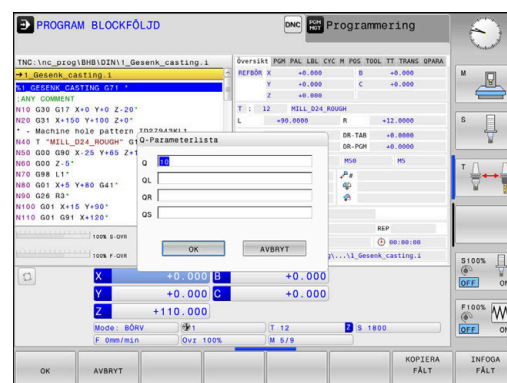 PROGRAM BLOCKFÖLJD
DNC
PGM MGT
Programmering
TNC:\nc_prog\BHB\DIN\1_Gesenk_casting.i
→1_Gesenk_casting.i
%1_GESENK_CASTING G71 *
;ANY COMMENT
N10 G30 G17 X+0 Y+0 Z-20*
N20 G31 X+150 Y+100 Z+0*
* - Machine hole pattern ID27943KL1
N40 T "MILL_D24_ROUGH" G1
N50 G00 G90 X-25 Y+65 Z+1
N60 G00 Z-5*
N70 G98 L1*
N80 G01 X+5 Y+80 G41*
N90 G26 R3*
N100 G01 X+15 Y+90*
N110 G01 G91 X+120*
100% S-OVR
100% F-OVR
Översikt PGM PAL LBL CYC M POS TOOL TT TRANS QPARA
REFBÖR X +0.000 B +0.000
Y +0.000 C +0.000
Z +0.000
T : 12 MILL_D24_ROUGH
L +90.0000 R +12.0000
DR-TAB +0.0000
DR-PGM +0.0000
M50 M5
REP
00:00:00
\1_Gesenk_casting.i
Q-Parameterlista
Q 10
QL
QR
QS
OK
AVBRYT
X +0.000 B +0.000
Y +0.000 C +0.000
Z +110.000
Mode: BÖRV 1 T 12 Z S 1800
F 0mm/min Ovr 100% M 5/9
M
S
T
S100%
OFF ON
F100%
OFF ON
OK
AVBRYT
KOPIERA FÄLT
INFOGA FÄLT